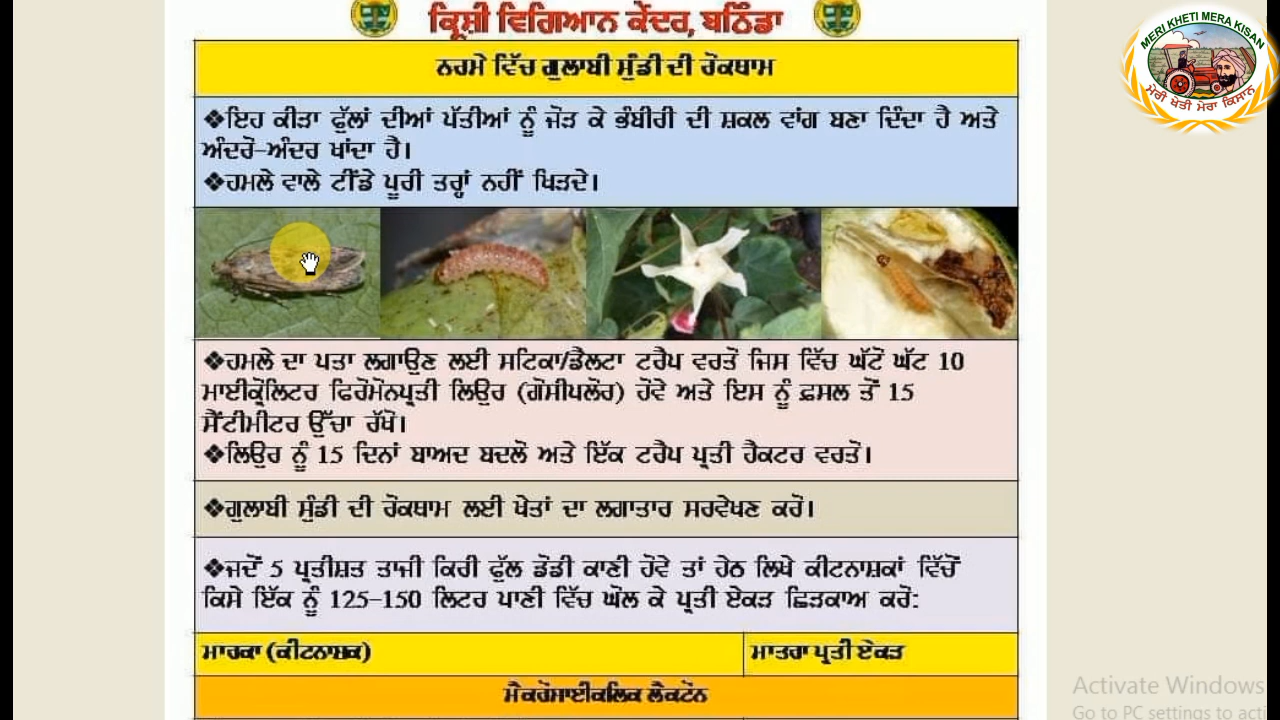 ਕ੍ਰਿਸ਼ੀ ਵਿਗਿਆਨ ਕੇਂਦਰ, ਬਠਿੰਡਾ
MERI KHETI MERA KISAN
ਮੇਰੀ ਖੇਤੀ ਮੇਰਾ ਕਿਸਾਨ
ਨਰਮੇ ਵਿੱਚ ਗੁਲਾਬੀ ਸੁੰਡੀ ਦੀ ਰੋਕਥਾਮ
❖ਇਹ ਕੀੜਾ ਫੁੱਲਾਂ ਦੀਆਂ ਪੱਤੀਆਂ ਨੂੰ ਜੋੜ ਕੇ ਭੰਬੀਰੀ ਦੀ ਸ਼ਕਲ ਵਾਂਗ ਬਣਾ ਦਿੰਦਾ ਹੈ ਅਤੇ
ਅੰਦਰੋਂ-ਅੰਦਰ ਖਾਂਦਾ ਹੈ।
❖ਹਮਲੇ ਵਾਲੇ ਟੀਂਡੇ ਪੂਰੀ ਤਰ੍ਹਾਂ ਨਹੀਂ ਖਿੜਦੇ।
❖ਹਮਲੇ ਦਾ ਪਤਾ ਲਗਾਉਣ ਲਈ ਸਟਿਕਾ/ਡੈਲਟਾ ਟਰੈਪ ਵਰਤੋਂ ਜਿਸ ਵਿੱਚ ਘੱਟੋਂ ਘੱਟ 10
ਮਾਈਕ੍ਰੋਲਿਟਰ ਫਿਰੋਮੋਨਪ੍ਰਤੀ ਲਿਉਰ (ਗੋਸੀਪਲੋਰ) ਹੋਵੇ ਅਤੇ ਇਸ ਨੂੰ ਫ਼ਸਲ ਤੋਂ 15
ਸੈਂਟੀਮੀਟਰ ਉੱਚਾ ਰੱਖੋ।
❖ਲਿਉਰ ਨੂੰ 15 ਦਿਨਾਂ ਬਾਅਦ ਬਦਲੋ ਅਤੇ ਇੱਕ ਟਰੈਪ ਪ੍ਰਤੀ ਹੈਕਟਰ ਵਰਤੋ।
❖ਗੁਲਾਬੀ ਸੁੰਡੀ ਦੀ ਰੋਕਥਾਮ ਲਈ ਖੇਤਾਂ ਦਾ ਲਗਾਤਾਰ ਸਰਵੇਖਣ ਕਰੋ।
❖ਜਦੋਂ 5 ਪ੍ਰਤੀਸ਼ਤ ਤਾਜੀ ਕਿਰੀ ਫੁੱਲ ਡੋਡੀ ਕਾਣੀ ਹੋਵੇ ਤਾਂ ਹੇਠ ਲਿਖੇ ਕੀਟਨਾਸ਼ਕਾਂ ਵਿੱਚੋਂ
ਕਿਸੇ ਇੱਕ ਨੂੰ 125-150 ਲਿਟਰ ਪਾਣੀ ਵਿੱਚ ਘੋਲ ਕੇ ਪ੍ਰਤੀ ਏਕੜ ਛਿੜਕਾਅ ਕਰੋ:
ਮਾਰਕਾ (ਕੀਟਨਾਸ਼ਕ) ਮਾਤਰਾ ਪ੍ਰਤੀ ਏਕੜ
ਮੈਕਰੋਸਾਈਕਲਿਕ ਲੈਕਟੋਨ
Activate Windows
Go to PC settings to acti